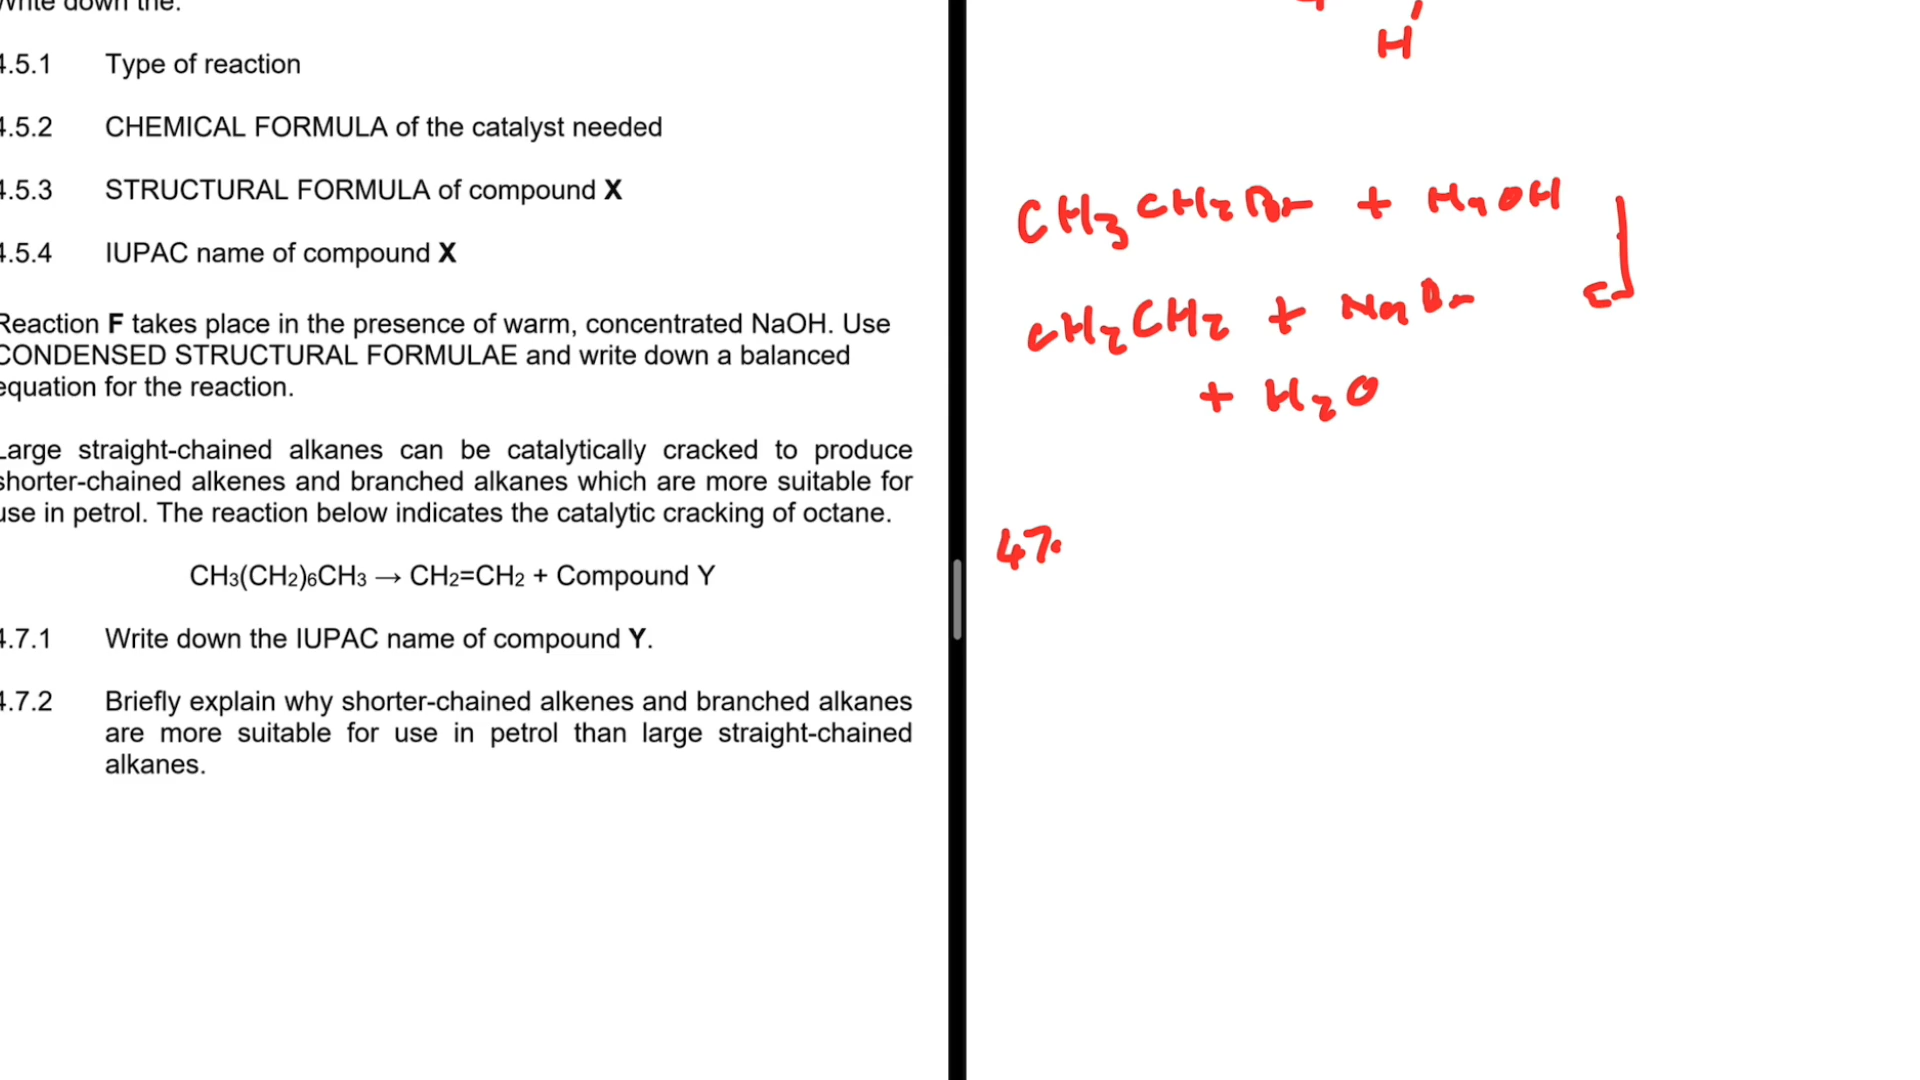 Write down the:
4.5.1 Type of reaction
4.5.2 CHEMICAL FORMULA of the catalyst needed
4.5.3 STRUCTURAL FORMULA of compound X
4.5.4 IUPAC name of compound X
Reaction F takes place in the presence of warm, concentrated NaOH. Use
CONDENSED STRUCTURAL FORMULAE and write down a balanced
equation for the reaction.
Large straight-chained alkanes can be catalytically cracked to produce
shorter-chained alkenes and branched alkanes which are more suitable for
use in petrol. The reaction below indicates the catalytic cracking of octane.
CH3(CH2)6CH3 → CH2=CH2 + Compound Y
4.7.1 Write down the IUPAC name of compound Y.
4.7.2 Briefly explain why shorter-chained alkenes and branched alkanes
are more suitable for use in petrol than large straight-chained
alkanes.
H
CH3CH2Br + NaOH
CH2CH2 + NaBr
+ H2O
47.